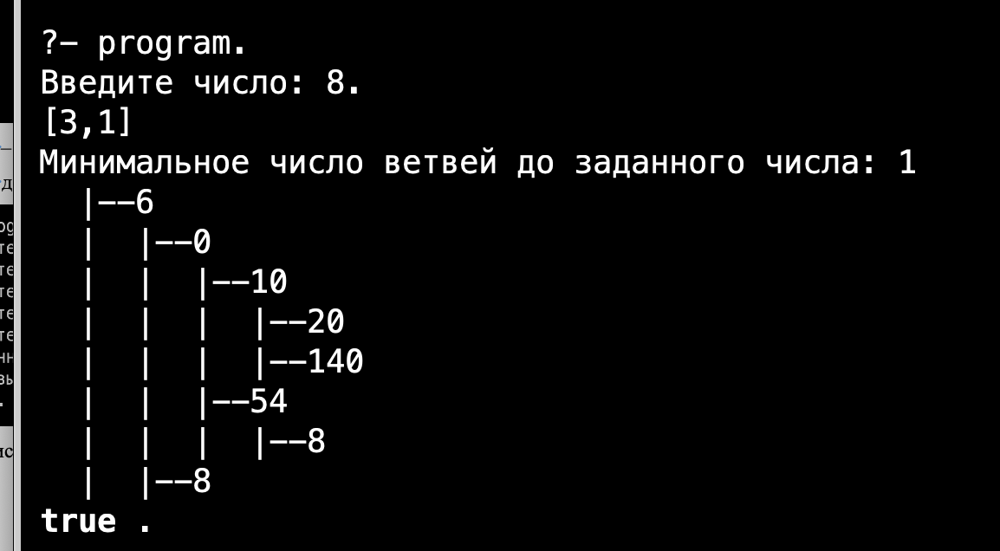 ?- program.
Введите число: 8.
[3,1]
Минимальное число ветвей до заданного числа: 1
|--6
|  |--0
|  |  |--10
|  |  |  |--20
|  |  |  |--140
|  |  |--54
|  |  |  |--8
|  |--8
true .